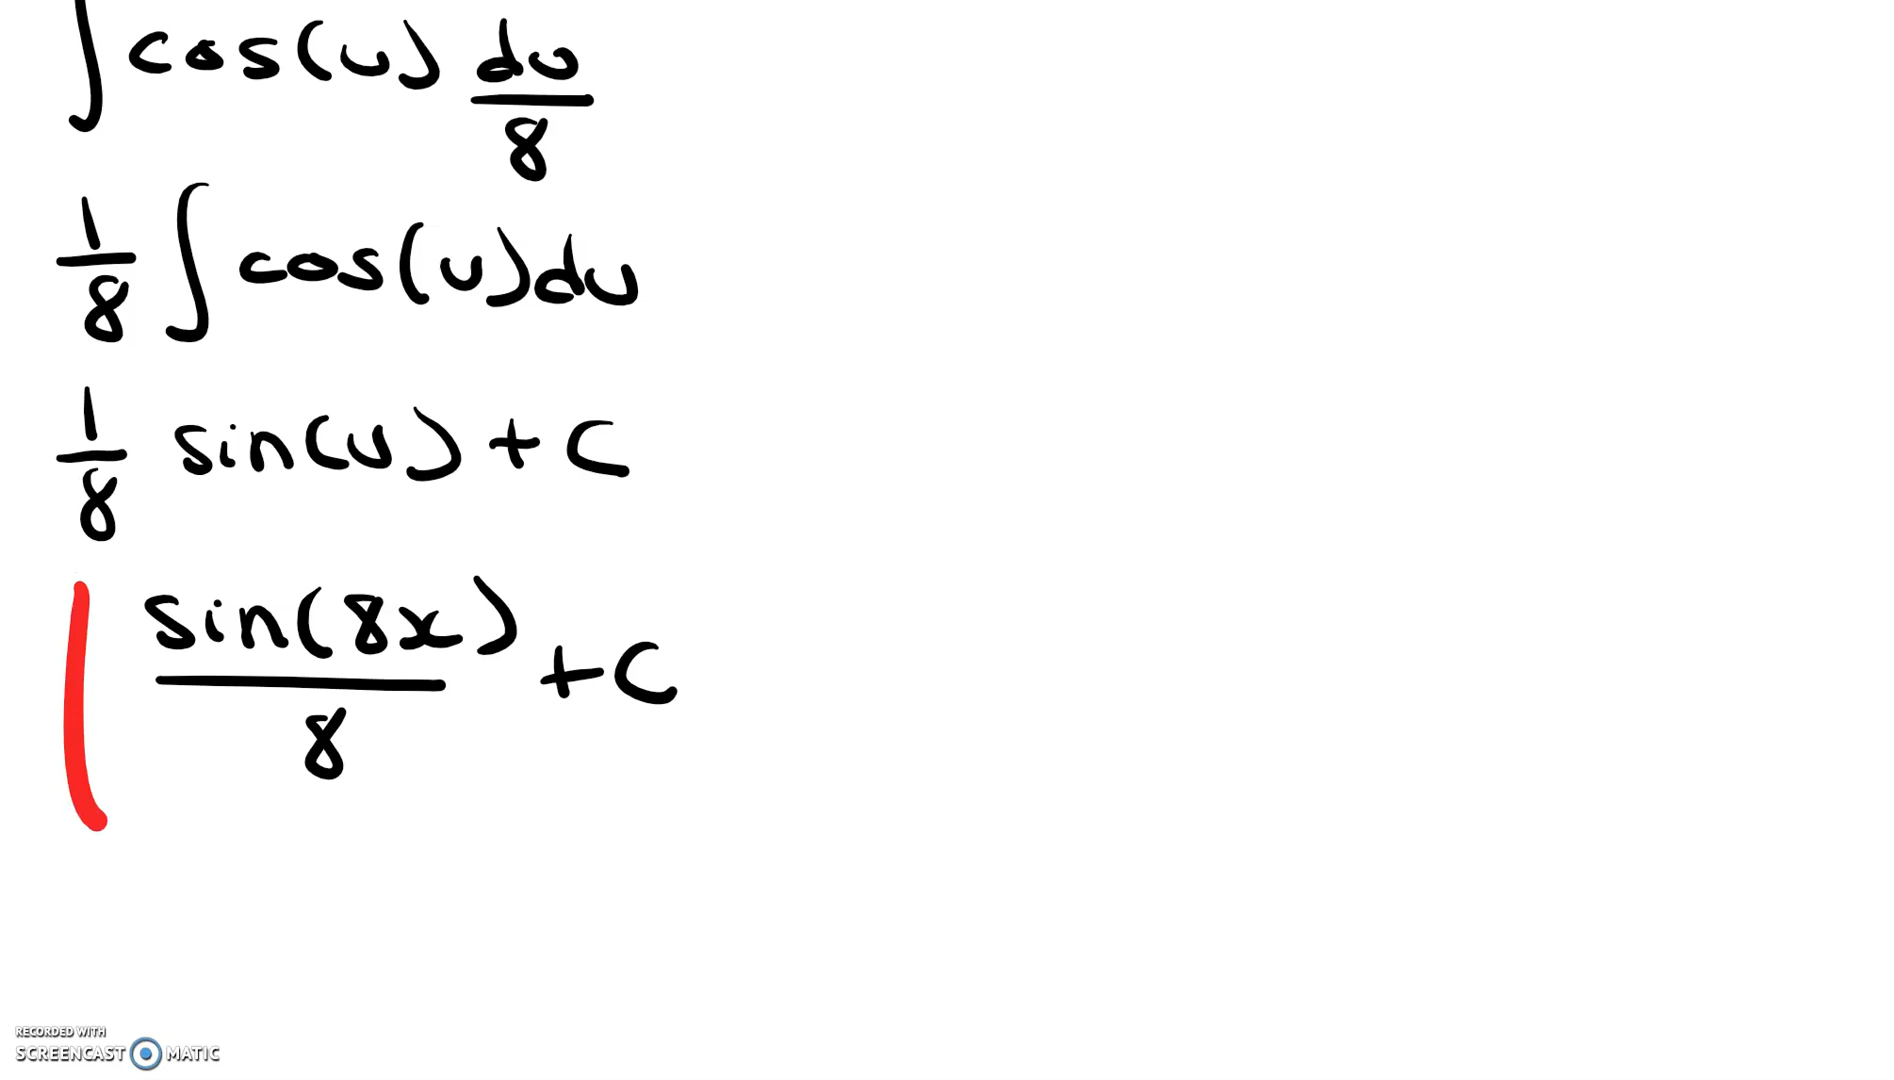 ∫ cos(u) du/8
1/8 ∫ cos(u)du
1/8 sin(u) + C
sin(8x)/8 + C
RECORDED WITH
SCREENCAST MATIC